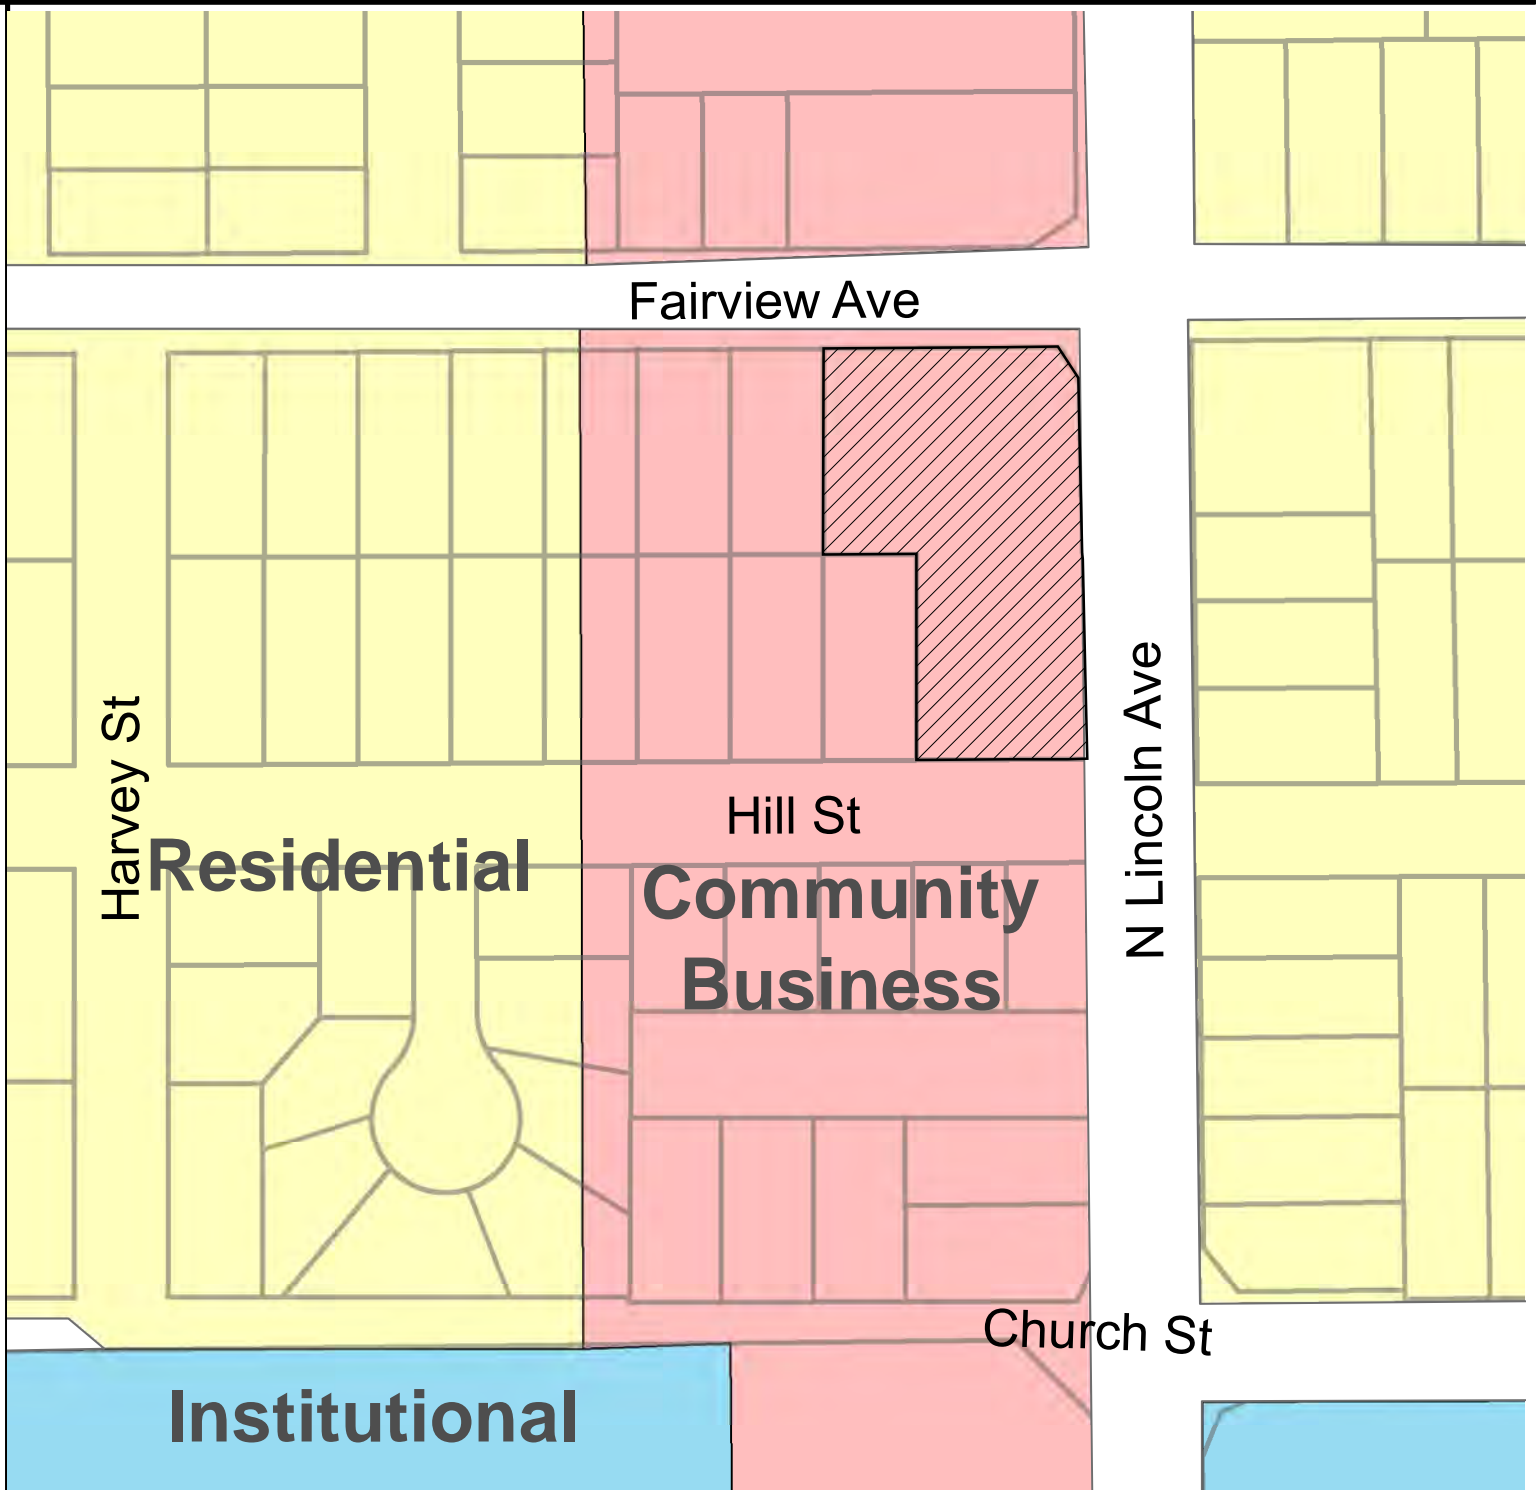 Fairview Ave
Harvey St
Hill St
N Lincoln Ave
Residential
Community
Business
Church St
Institutional